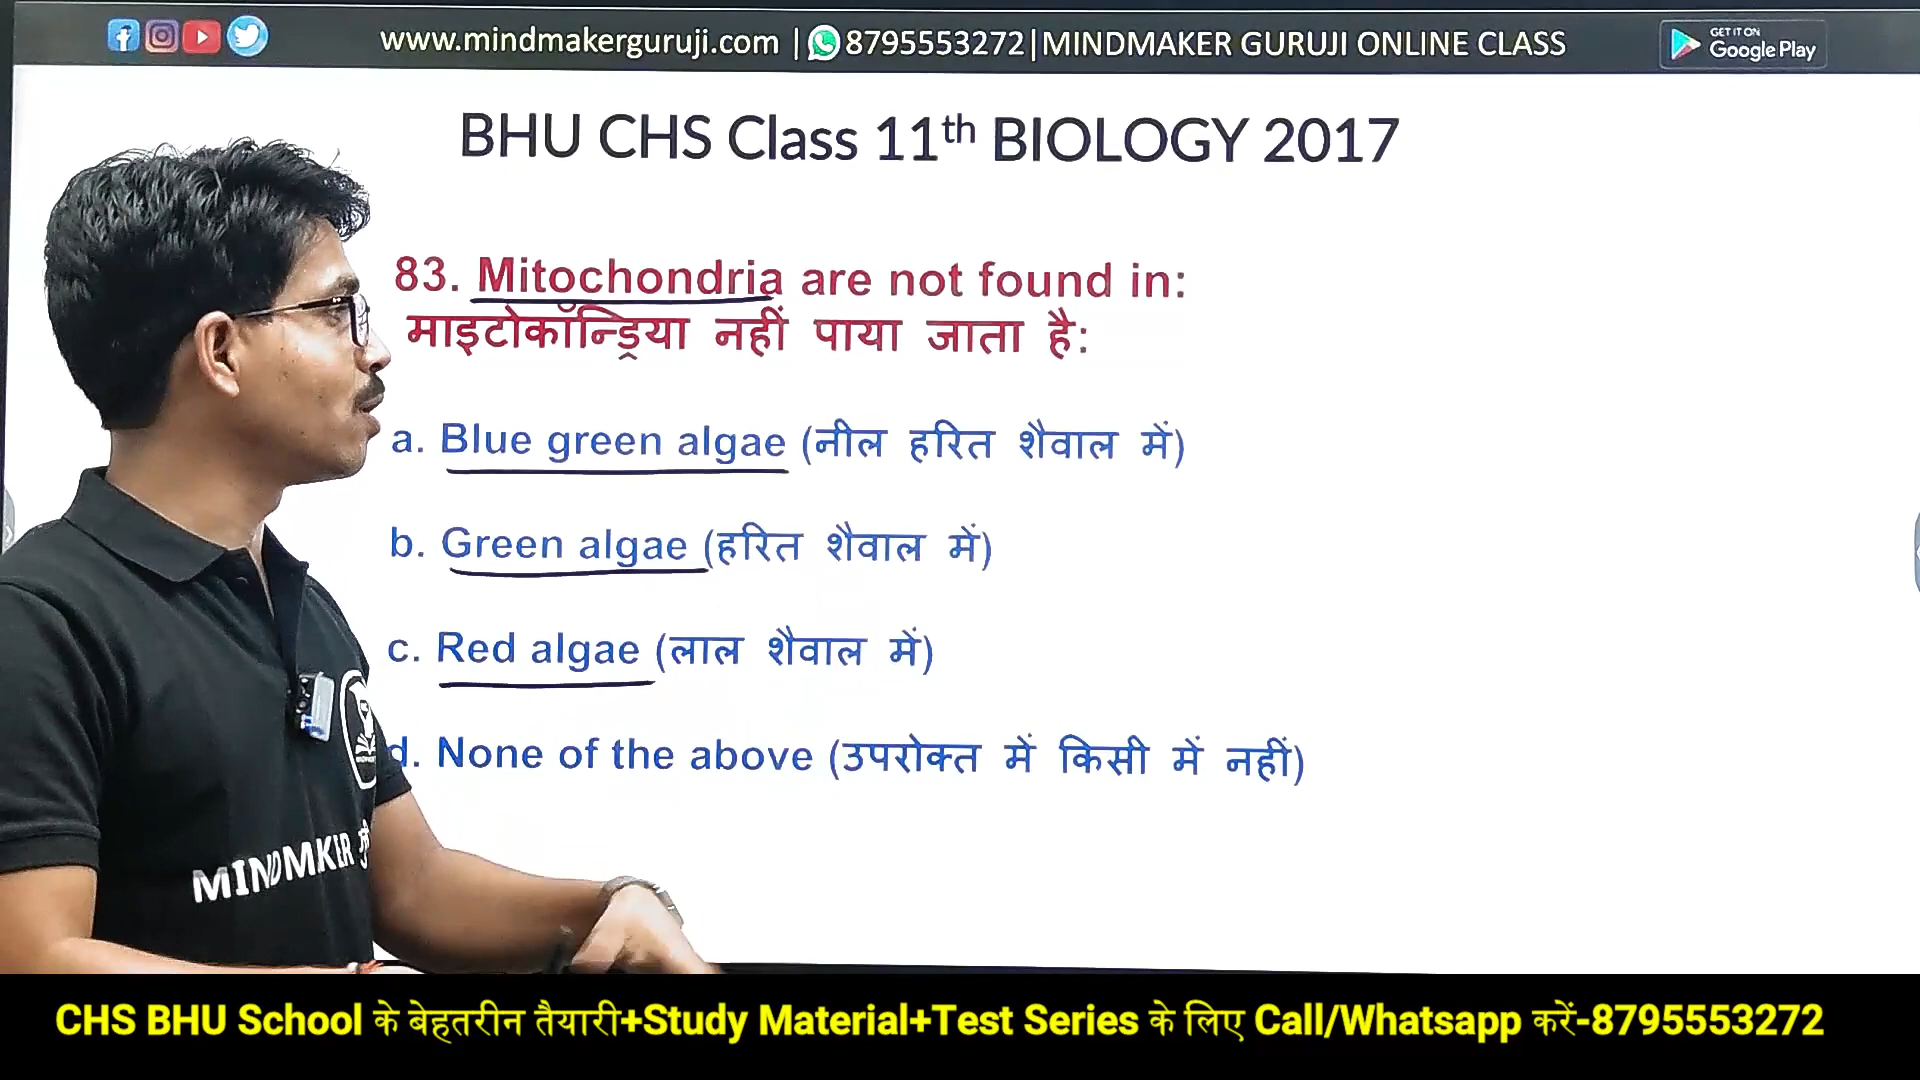 www.mindmakerguruji.com | 8795553272|MINDMAKER GURUJI ONLINE CLASS
GET IT ON
Google Play
BHU CHS Class 11th BIOLOGY 2017
83. Mitochondria are not found in:
माइटोकॉन्ड्रिया नहीं पाया जाता है:
a. Blue green algae (नील हरित शैवाल में)
b. Green algae (हरित शैवाल में)
c. Red algae (लाल शैवाल में)
d. None of the above (उपरोक्त में किसी में नहीं)
MINDMKER
CHS BHU School के बेहतरीन तैयारी+Study Material+Test Series के लिए Call/Whatsapp करें-8795553272